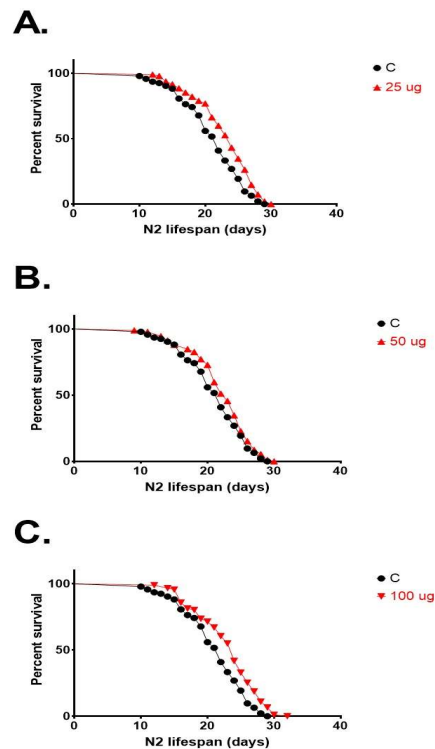 A.
100
50
0
0 10 20 30 40
Percent survival
N2 lifespan (days)
C
25 ug
B.
100
50
0
0 10 20 30 40
Percent survival
N2 lifespan (days)
C
50 ug
C.
100
50
0
0 10 20 30 40
Percent survival
N2 lifespan (days)
C
100 ug